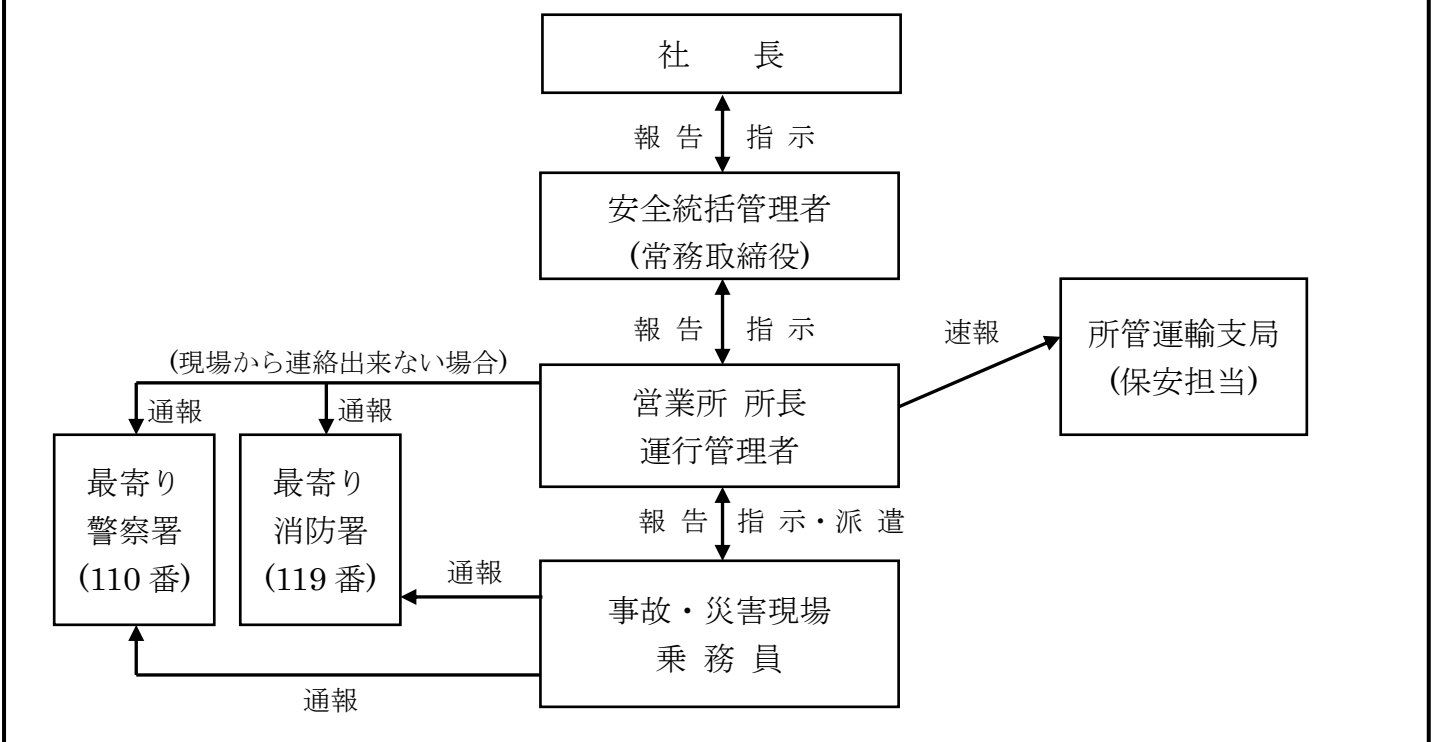 社　　長
報 告　指 示
安全統括管理者
(常務取締役)
報 告　指 示
速報
所管運輸支局
(保安担当)
(現場から連絡出来ない場合)
通報
通報
営業所 所長
運行管理者
最寄り
警察署
(110 番)
最寄り
消防署
(119 番)
報 告　指 示・派 遣
通報
事故・災害現場
乗 務 員
通報